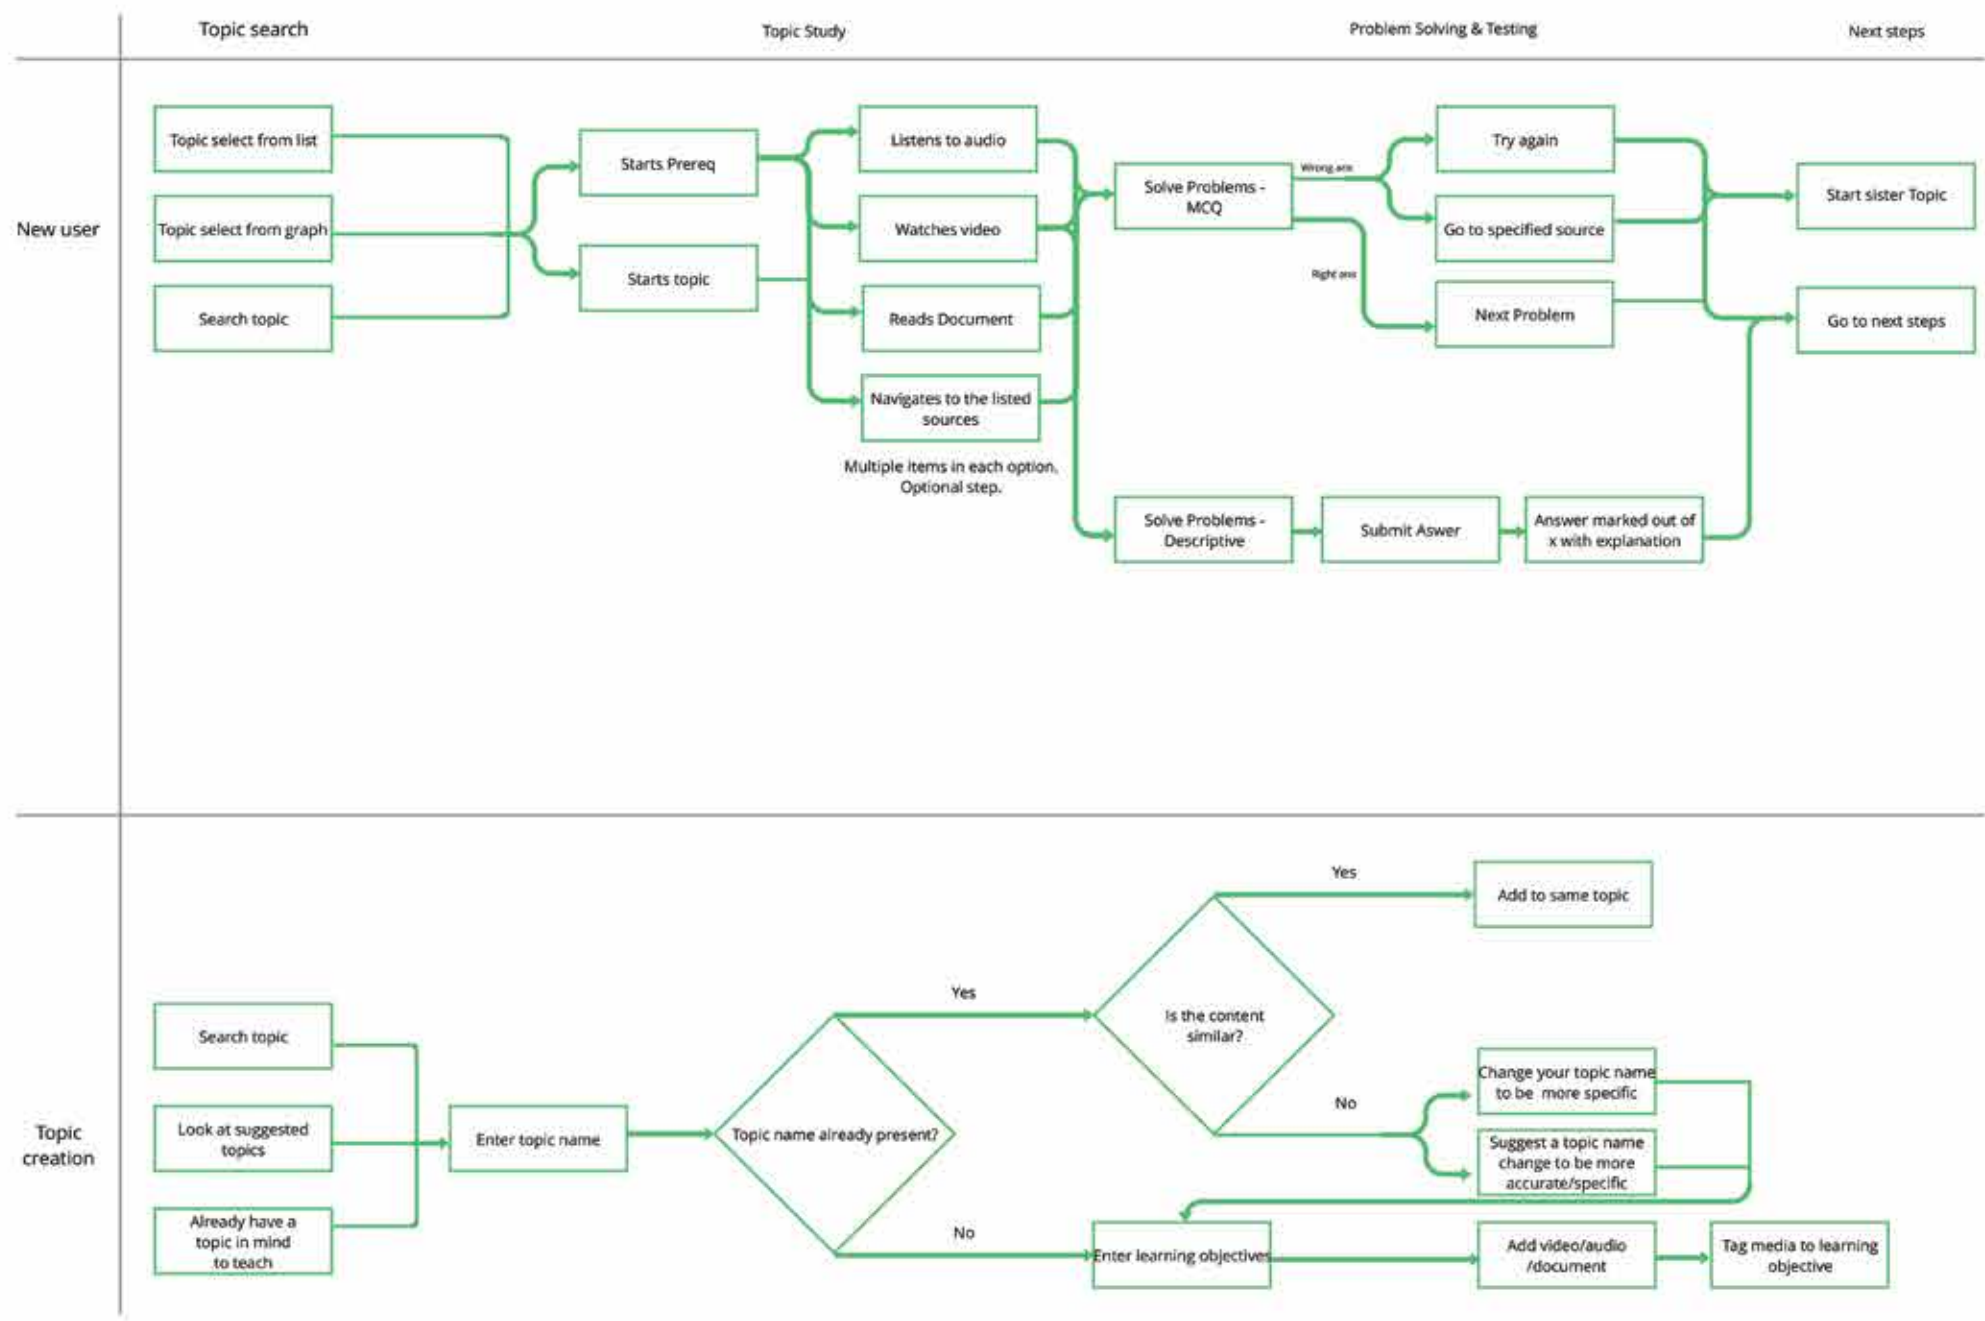 Topic search
Topic Study
Problem Solving & Testing
Next steps
New user
Topic select from list
Topic select from graph
Search topic
Starts Prereq
Starts topic
Listens to audio
Watches video
Reads Document
Navigates to the listed
sources
Multiple items in each option.
Optional step.
Solve Problems -
MCQ
Wrong ans
Right ans
Try again
Go to specified source
Next Problem
Start sister Topic
Go to next steps
Solve Problems -
Descriptive
Submit Aswer
Answer marked out of
x with explanation
Topic
creation
Search topic
Look at suggested
topics
Already have a
topic in mind
to teach
Enter topic name
Topic name already present?
Yes
No
Is the content
similar?
Yes
No
Add to same topic
Change your topic name
to be more specific
Suggest a topic name
change to be more
accurate/specific
Enter learning objectives
Add video/audio
/document
Tag media to learning
objective